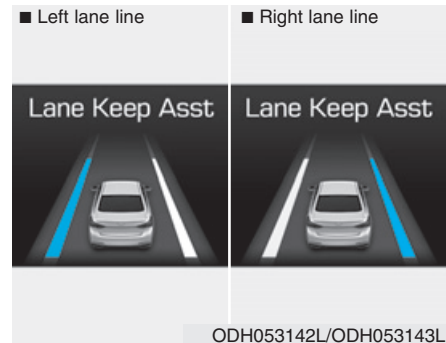 ■ Left lane line
■ Right lane line
Lane Keep Asst
Lane Keep Asst
ODH053142L/ODH053143L